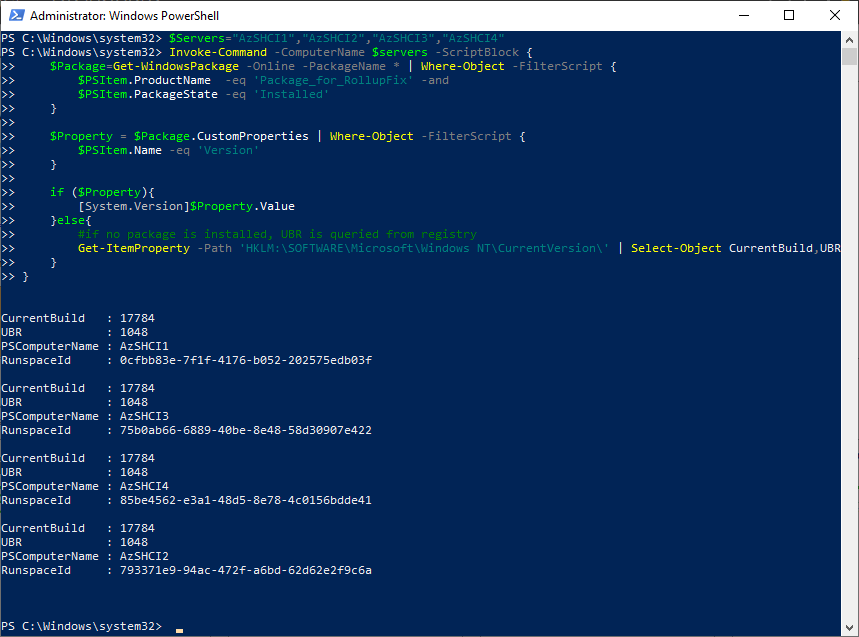 Administrator: Windows PowerShell
PS C:\Windows\system32> $Servers="AzSHCI1","AzSHCI2","AzSHCI3","AzSHCI4"
PS C:\Windows\system32> Invoke-Command -ComputerName $servers -ScriptBlock {
>>     $Package=Get-WindowsPackage -Online -PackageName * | Where-Object -FilterScript {
>>         $PSItem.ProductName  -eq 'Package_for_RollupFix' -and
>>         $PSItem.PackageState -eq 'Installed'
>>     }
>>
>>     $Property = $Package.CustomProperties | Where-Object -FilterScript {
>>         $PSItem.Name -eq 'Version'
>>     }
>>
>>     if ($Property){
>>         [System.Version]$Property.Value
>>     }else{
>>         #if no package is installed, UBR is queried from registry
>>         Get-ItemProperty -Path 'HKLM:\SOFTWARE\Microsoft\Windows NT\CurrentVersion\' | Select-Object CurrentBuild,UBR
>>     }
>> }
CurrentBuild   : 17784
UBR            : 1048
PSComputerName : AzSHCI1
RunspaceId     : 0cfbb83e-7f1f-4176-b052-202575edb03f
CurrentBuild   : 17784
UBR            : 1048
PSComputerName : AzSHCI3
RunspaceId     : 75b0ab66-6889-40be-8e48-58d30907e422
CurrentBuild   : 17784
UBR            : 1048
PSComputerName : AzSHCI4
RunspaceId     : 85be4562-e3a1-48d5-8e78-4c0156bdde41
CurrentBuild   : 17784
UBR            : 1048
PSComputerName : AzSHCI2
RunspaceId     : 793371e9-94ac-472f-a6bd-62d62e2f9c6a
PS C:\Windows\system32>